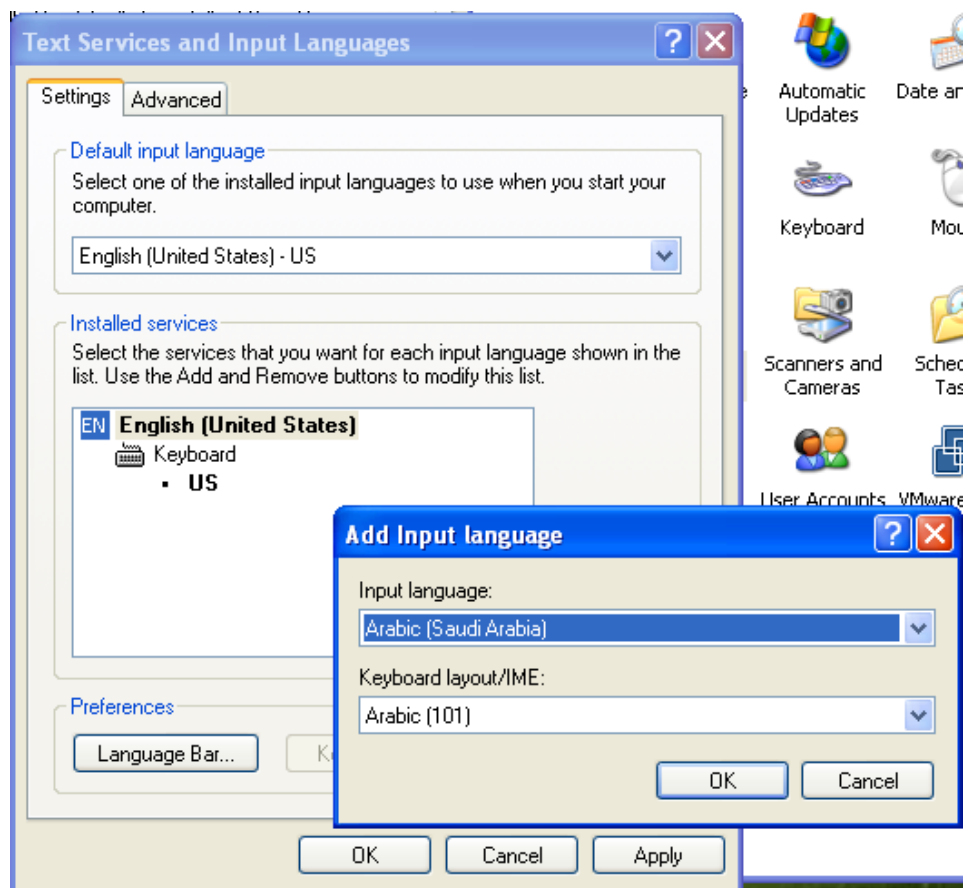 Text Services and Input Languages
Settings
Advanced
Default input language
Select one of the installed input languages to use when you start your
computer.
English (United States) - US
Installed services
Select the services that you want for each input language shown in the
list. Use the Add and Remove buttons to modify this list.
EN English (United States)
Keyboard
• US
Preferences
Language Bar...
OK
Cancel
Apply
Add Input language
Input language:
Arabic (Saudi Arabia)
Keyboard layout/IME:
Arabic (101)
OK
Cancel
Automatic
Updates
Date
Keyboard
Scanners and
Cameras
User Accounts
VMware